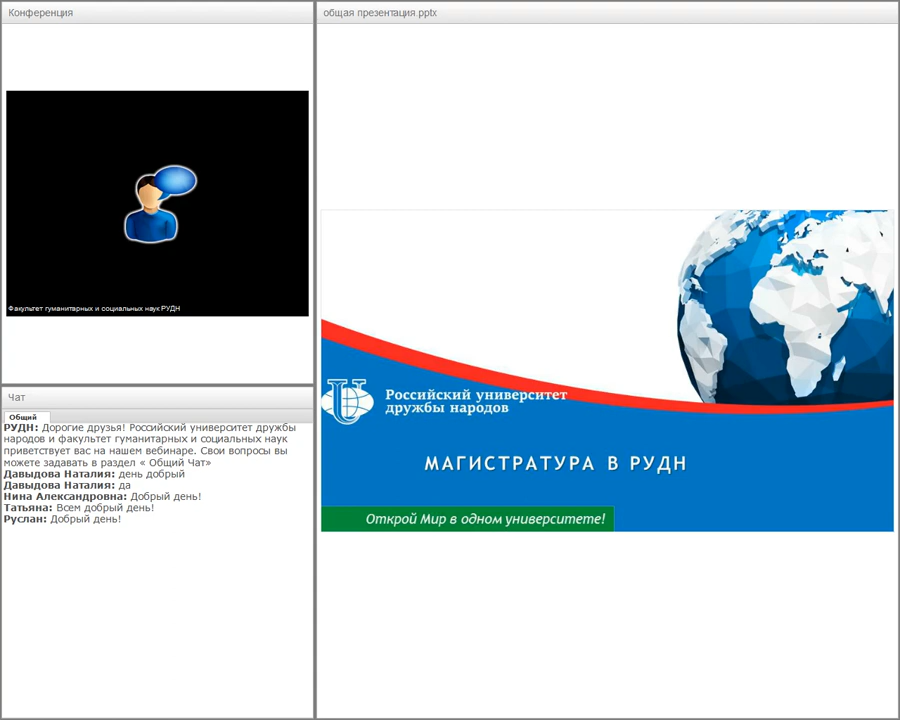 Конференция
Факультет гуманитарных и социальных наук РУДН
Чат
Общий
РУДН: Дорогие друзья! Российский университет дружбы
народов и факультет гуманитарных и социальных наук
приветствует вас на нашем вебинаре. Свои вопросы вы
можете задавать в раздел « Общий Чат»
Давыдова Наталия: день добрый
Давыдова Наталия: да
Нина Александровна: Добрый день!
Татьяна: Всем добрый день!
Руслан: Добрый день!
общая презентация.pptx
Российский университет
дружбы народов
МАГИСТРАТУРА В РУДН
Открой Мир в одном университете!